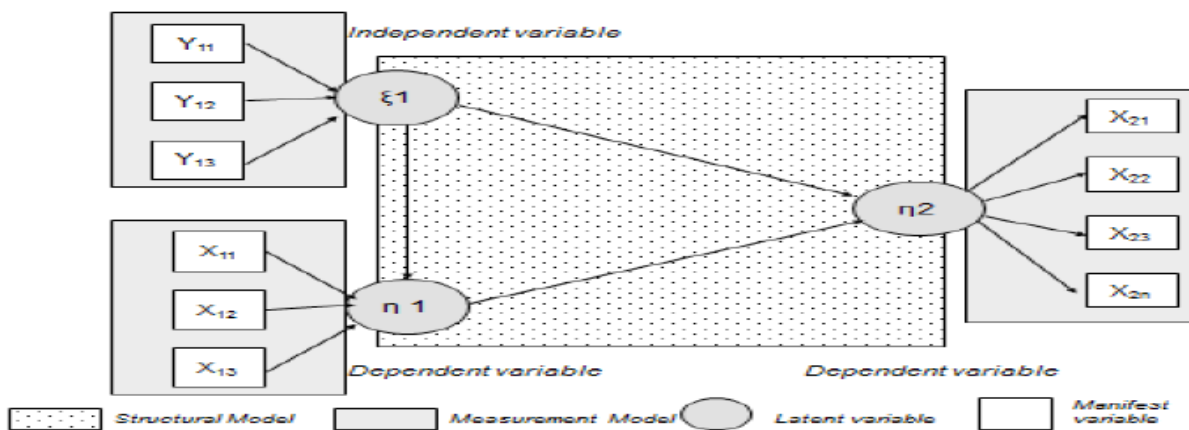 Independent variable
Y11
Y12
Y13
ξ1
X21
X22
X23
X2n
η2
X11
X12
X13
η 1
Dependent variable
Dependent variable
Structural Model
Measurement Model
Latent variable
Manifest
variable